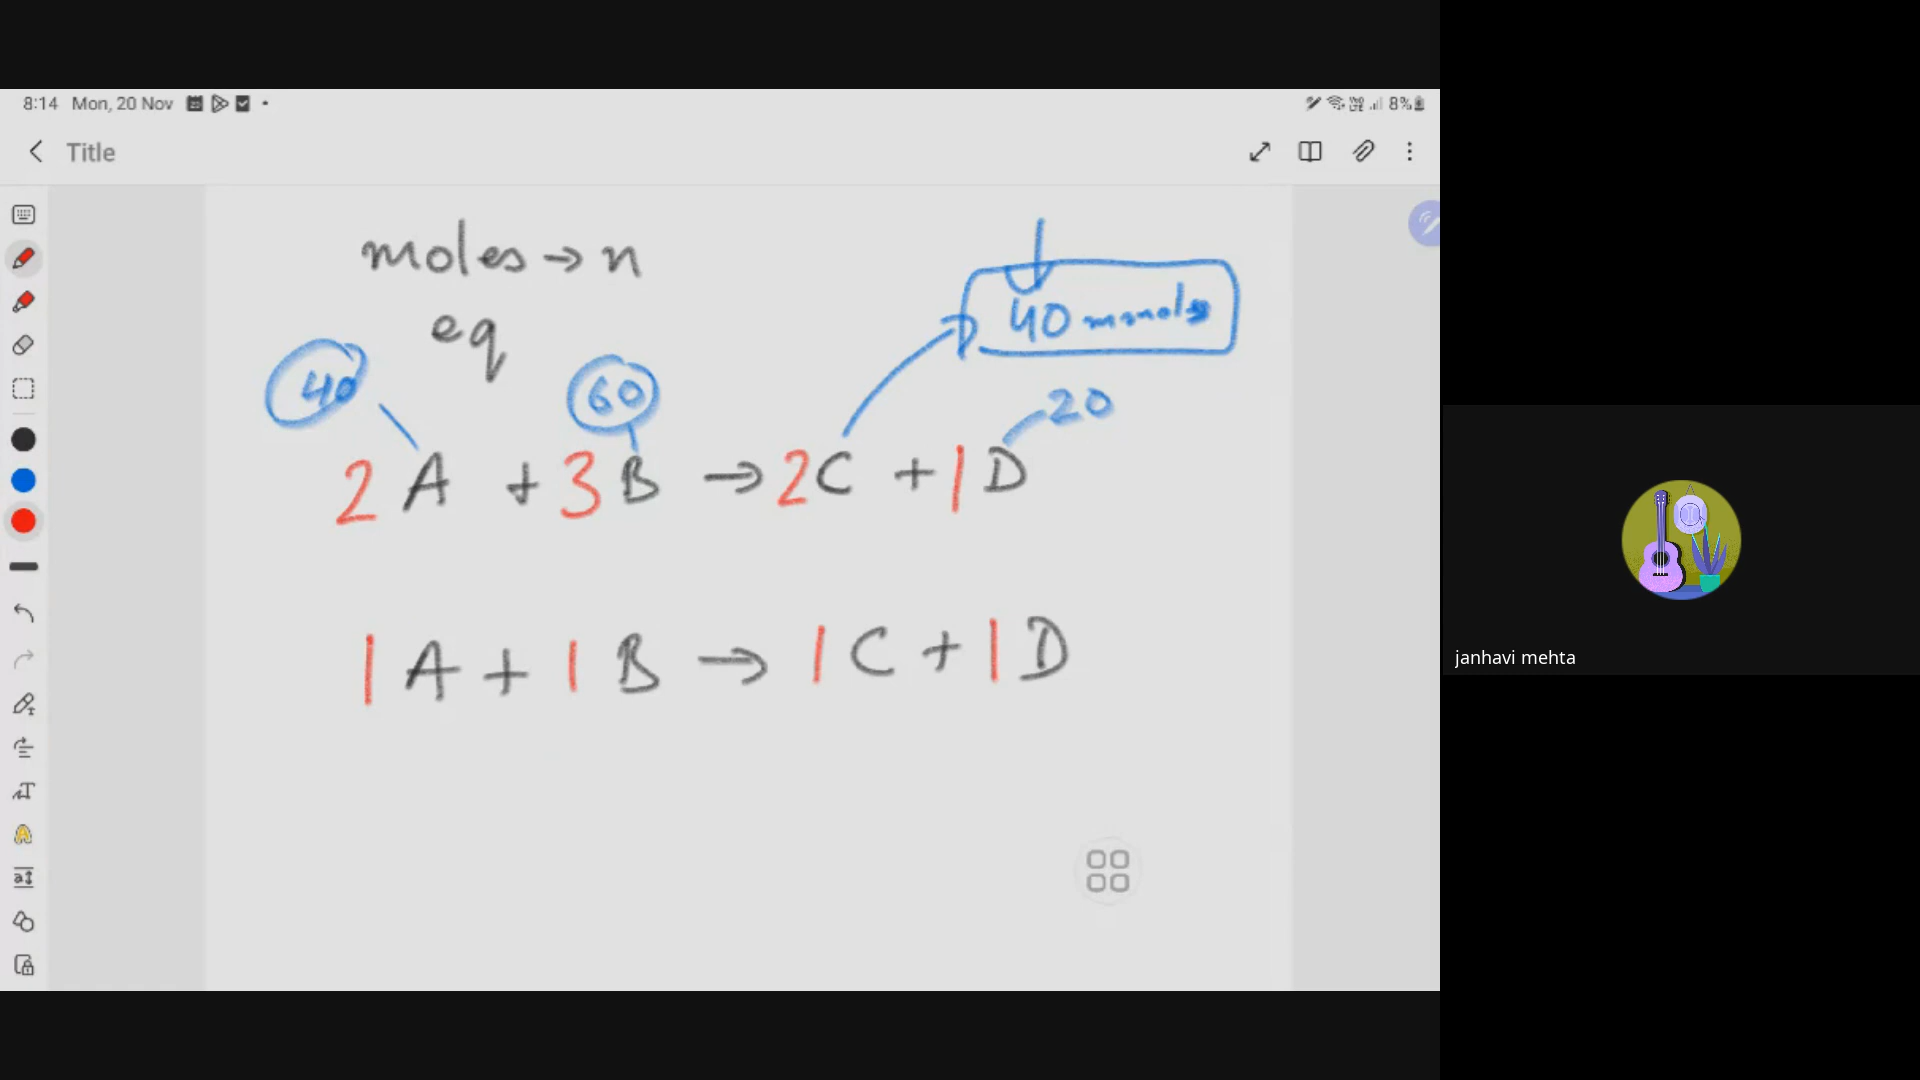 8:14 Mon, 20 Nov
8%
Title
moles → n
eq
40 mmoles
40
60
20
2 A + 3 B → 2 C + 1 D
1 A + 1 B → 1 C + 1 D
janhavi mehta